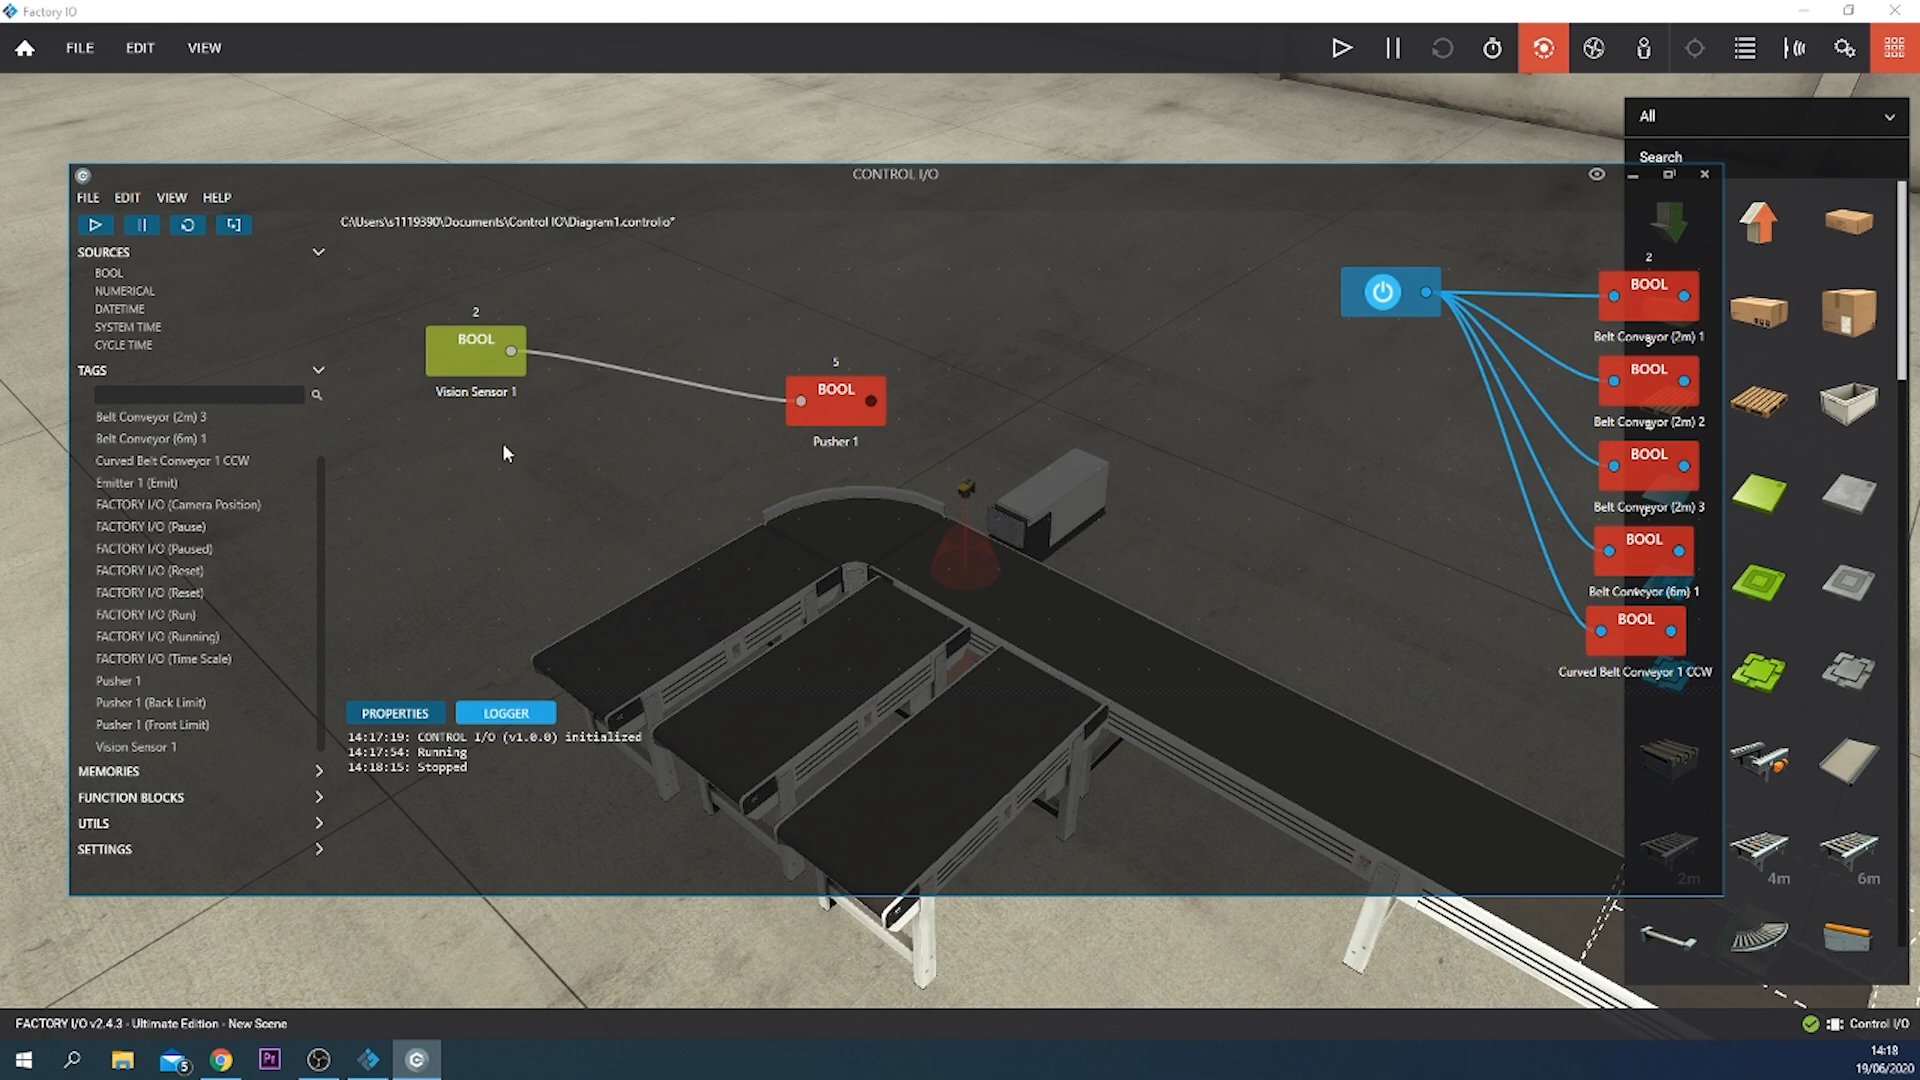 Factory IO
FILE EDIT VIEW
All
Search
CONTROL I/O
FILE EDIT VIEW HELP
C:\Users\s1119390\Documents\Control IO\Diagram1.controlio*
SOURCES
BOOL
NUMERICAL
DATETIME
SYSTEM TIME
CYCLE TIME
TAGS
Belt Conveyor (2m) 3
Belt Conveyor (6m) 1
Curved Belt Conveyor 1 CCW
Emitter 1 (Emit)
FACTORY I/O (Camera Position)
FACTORY I/O (Pause)
FACTORY I/O (Paused)
FACTORY I/O (Reset)
FACTORY I/O (Reset)
FACTORY I/O (Run)
FACTORY I/O (Running)
FACTORY I/O (Time Scale)
Pusher 1
Pusher 1 (Back Limit)
Pusher 1 (Front Limit)
Vision Sensor 1
MEMORIES
FUNCTION BLOCKS
UTILS
SETTINGS
2
BOOL
Vision Sensor 1
5
BOOL
Pusher 1
2
BOOL
Belt Conveyor (2m) 1
BOOL
Belt Conveyor (2m) 2
BOOL
Belt Conveyor (2m) 3
BOOL
Belt Conveyor (6m) 1
BOOL
Curved Belt Conveyor 1 CCW
PROPERTIES LOGGER
14:17:19: CONTROL I/O (v1.0.0) initialized
14:17:54: Running
14:18:15: Stopped
2m 4m 6m
FACTORY I/O v2.4.3 - Ultimate Edition - New Scene
Control I/O
Pr
5
14:18
19/06/2020